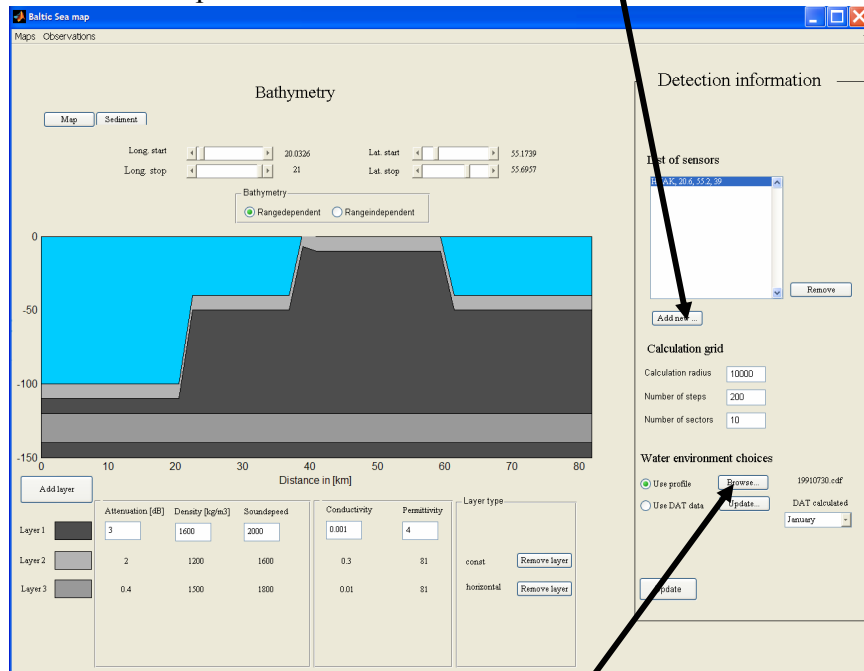 Baltic Sea map
Maps Observations
Bathymetry
Map Sediment
Long. start 20.0326 Lat. start 55.1739
Long. stop 21 Lat. stop 55.6957
Bathymetry
Rangedependent Rangeindependent
0
-50
-100
-150
0 10 20 30 40 50 60 70 80
Distance in [km]
Add layer
Attenuation [dB] Density [kg/m3] Soundspeed Conductivity Permittivity Layer type
Layer 1 3 1600 2000 0.001 4
Layer 2 2 1200 1600 0.3 81 const Remove layer
Layer 3 0.4 1500 1800 0.01 81 horizontal Remove layer
Detection information
List of sensors
20.6, 55.2, 39
Remove
Add new ...
Calculation grid
Calculation radius 10000
Number of steps 200
Number of sectors 10
Water environment choices
Use profile Browse... 19910730.cdf
Use DAT data Update... DAT calculated
January
Update